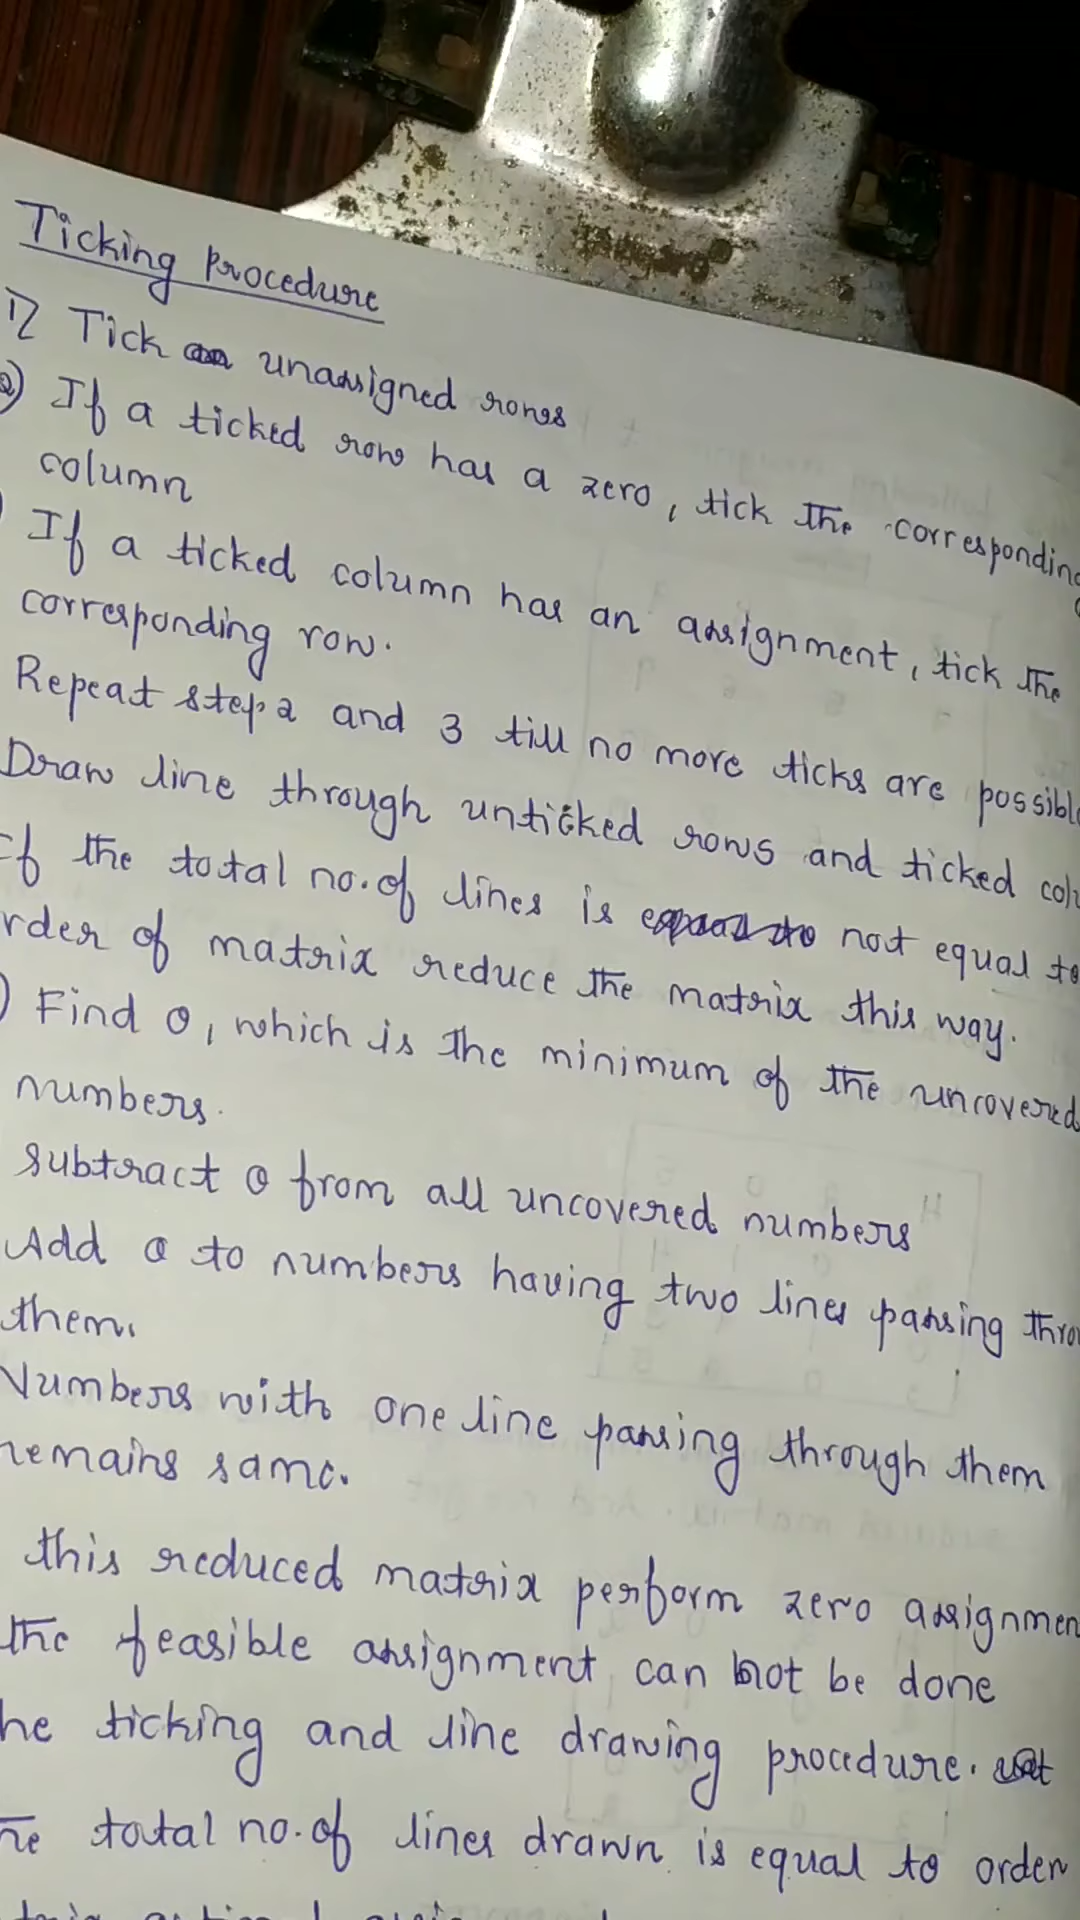 Ticking procedure
1) Tick unassigned rows
2) If a ticked row has a zero, tick the corresponding
column
If a ticked column has an assignment, tick the
corresponding row.
Repeat step 2 and 3 till no more ticks are possible
Draw line through unticked rows and ticked
If the total no. of lines is not equal to
order of matrix reduce the matrix this way.
) Find θ, which is the minimum of the uncovered
numbers.
subtract θ from all uncovered numbers
Add θ to numbers having two lines passing
them.
Numbers with one line passing through them
remains same.
this reduced matrix perform zero
the feasible assignment can not be done
ticking and line drawing procedure.
total no. of lines drawn is equal to order